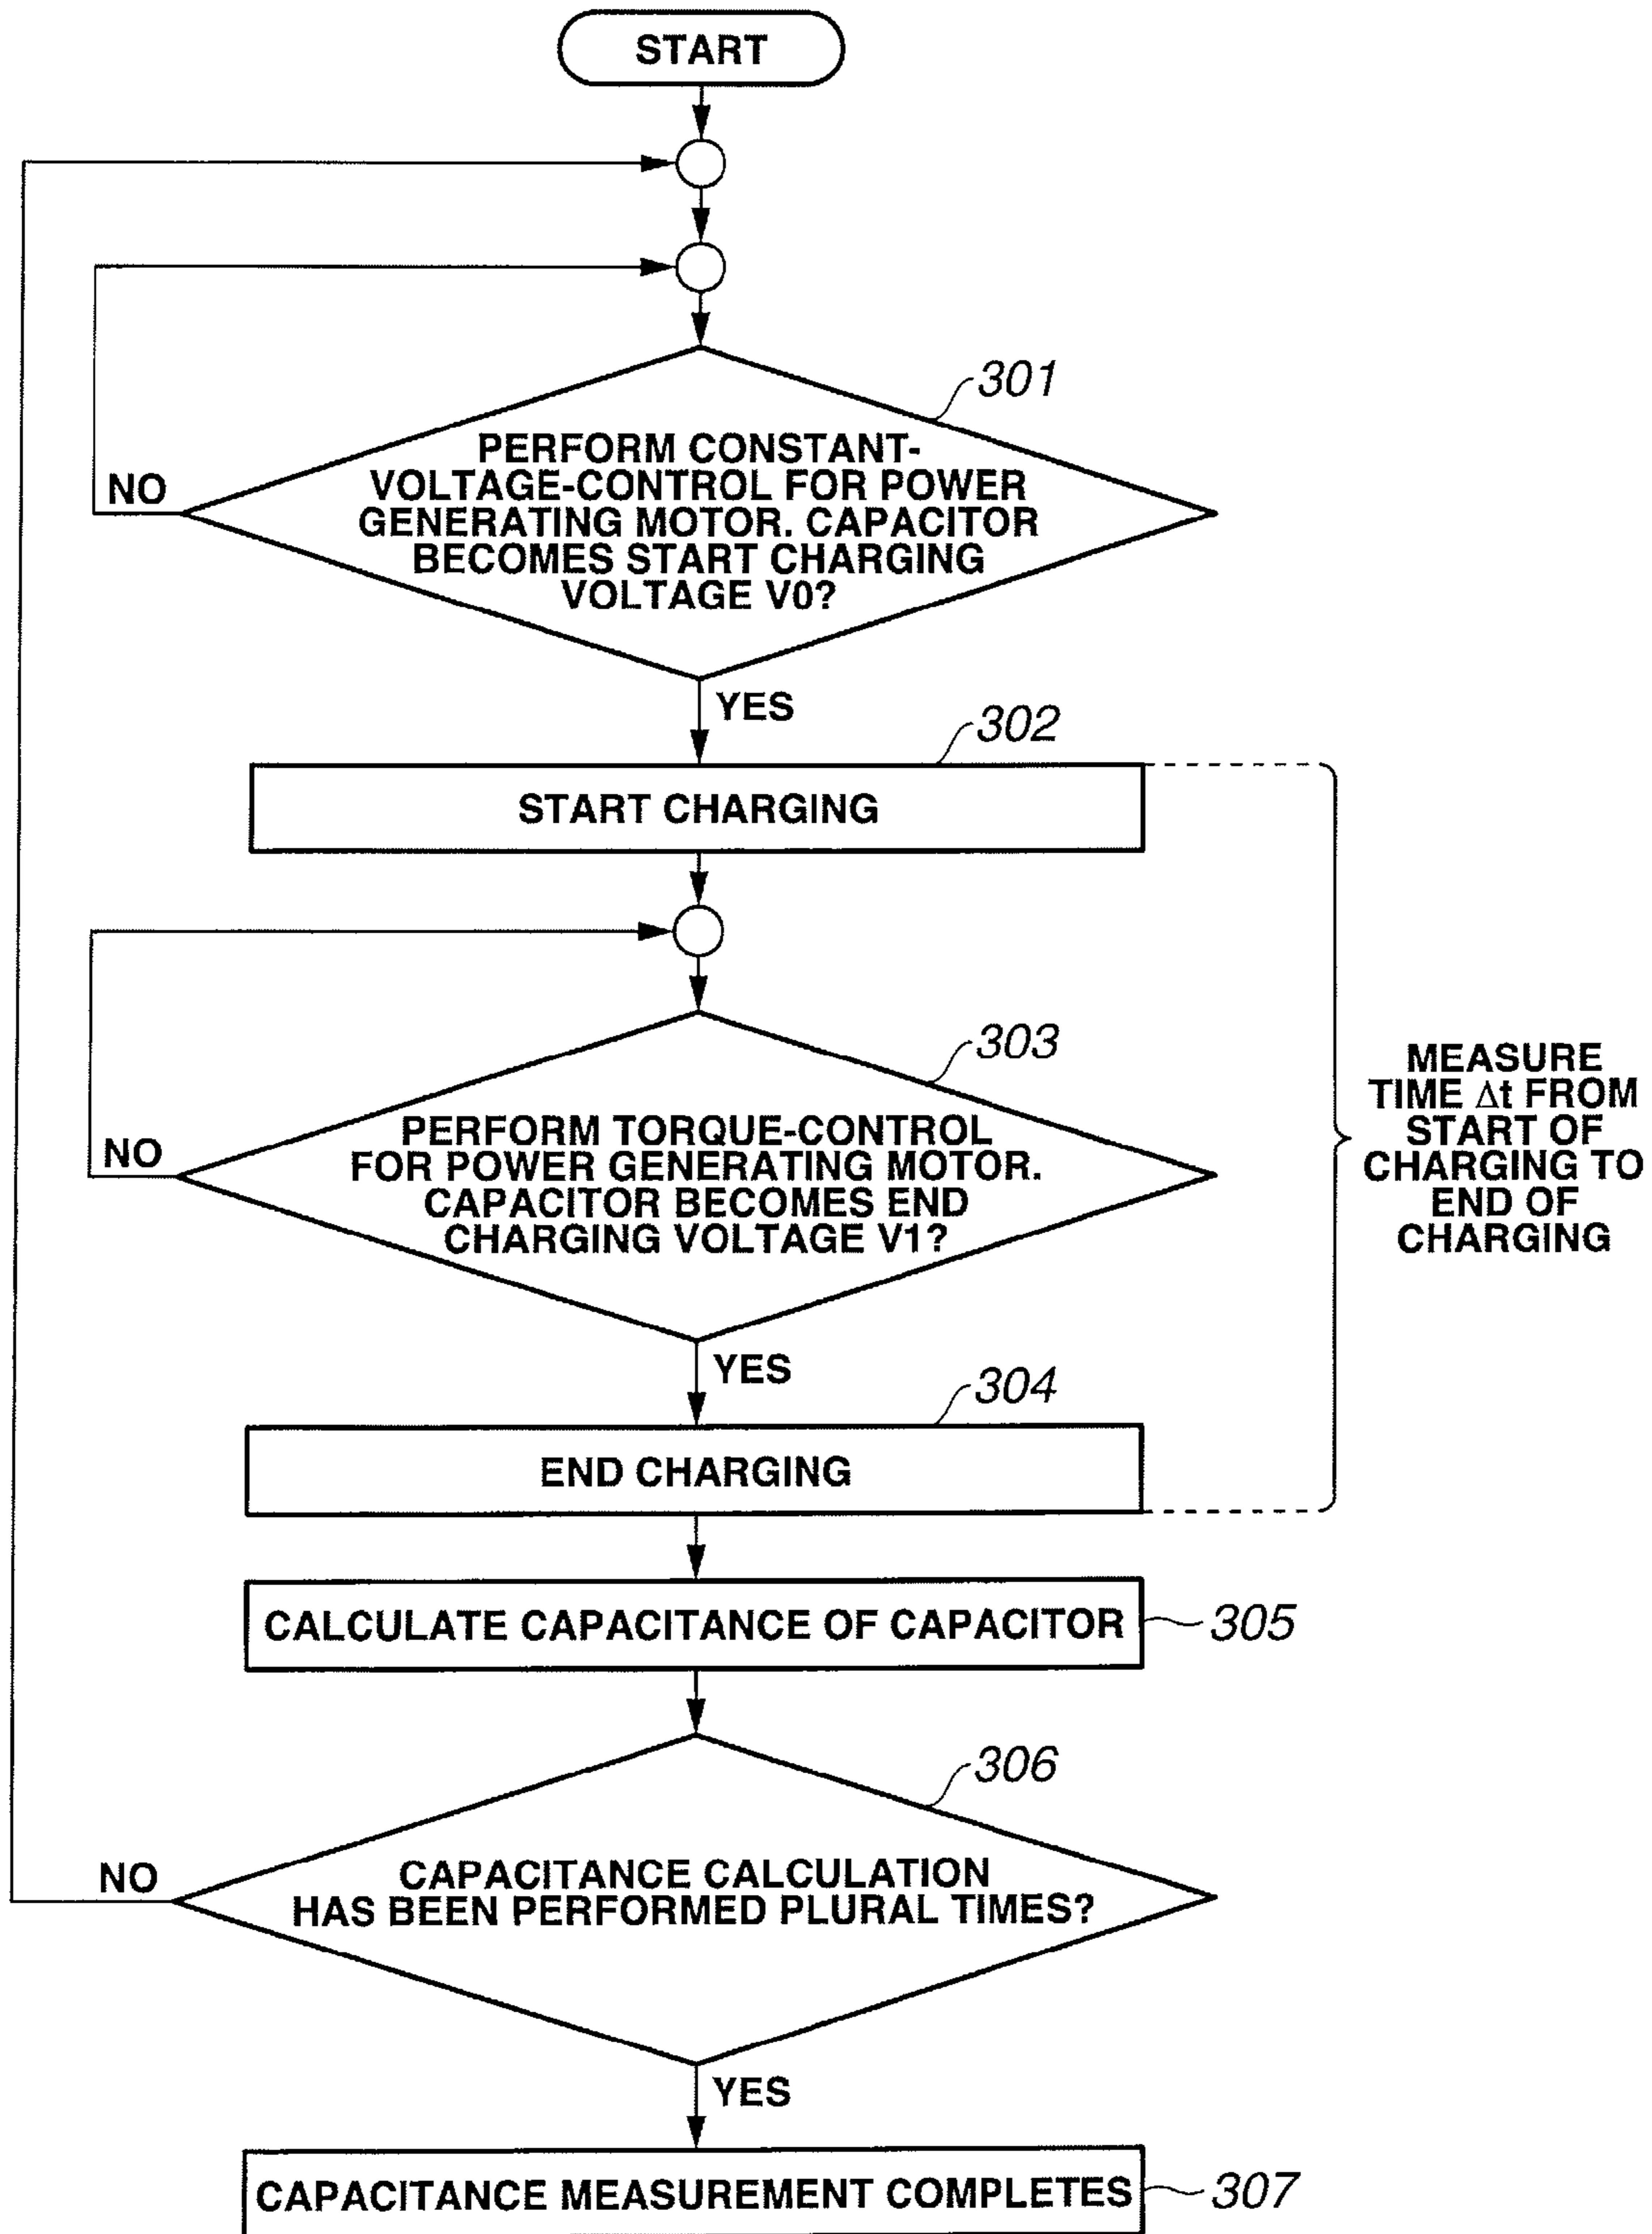 START
301
PERFORM CONSTANT-
VOLTAGE-CONTROL FOR POWER
GENERATING MOTOR. CAPACITOR
BECOMES START CHARGING
VOLTAGE V0?
NO
YES
302
START CHARGING
303
PERFORM TORQUE-CONTROL
FOR POWER GENERATING MOTOR.
CAPACITOR BECOMES END
CHARGING VOLTAGE V1?
NO
MEASURE
TIME Δt FROM
START OF
CHARGING TO
END OF
CHARGING
YES
304
END CHARGING
CALCULATE CAPACITANCE OF CAPACITOR
305
306
CAPACITANCE CALCULATION
HAS BEEN PERFORMED PLURAL TIMES?
NO
YES
CAPACITANCE MEASUREMENT COMPLETES
307